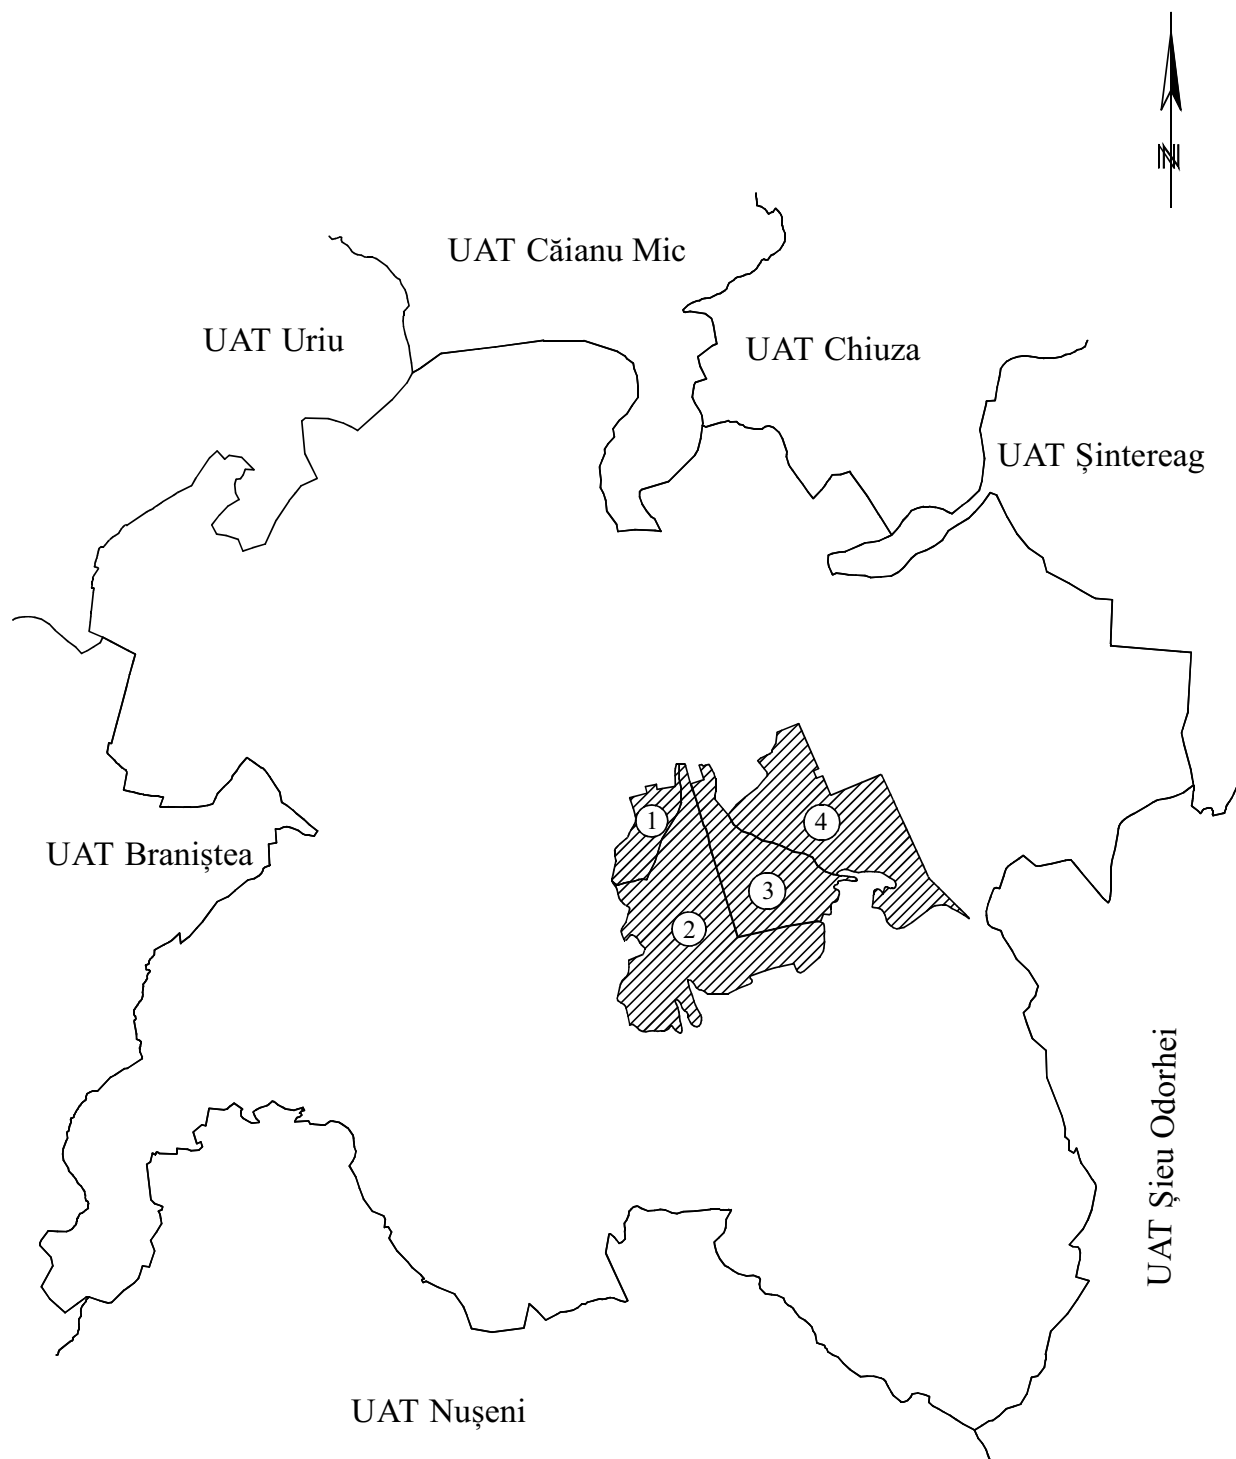 N
UAT Căianu Mic
UAT Uriu
UAT Chiuza
UAT Șintereag
1
4
UAT Braniștea
3
2
UAT Șieu Odorhei
UAT Nușeni